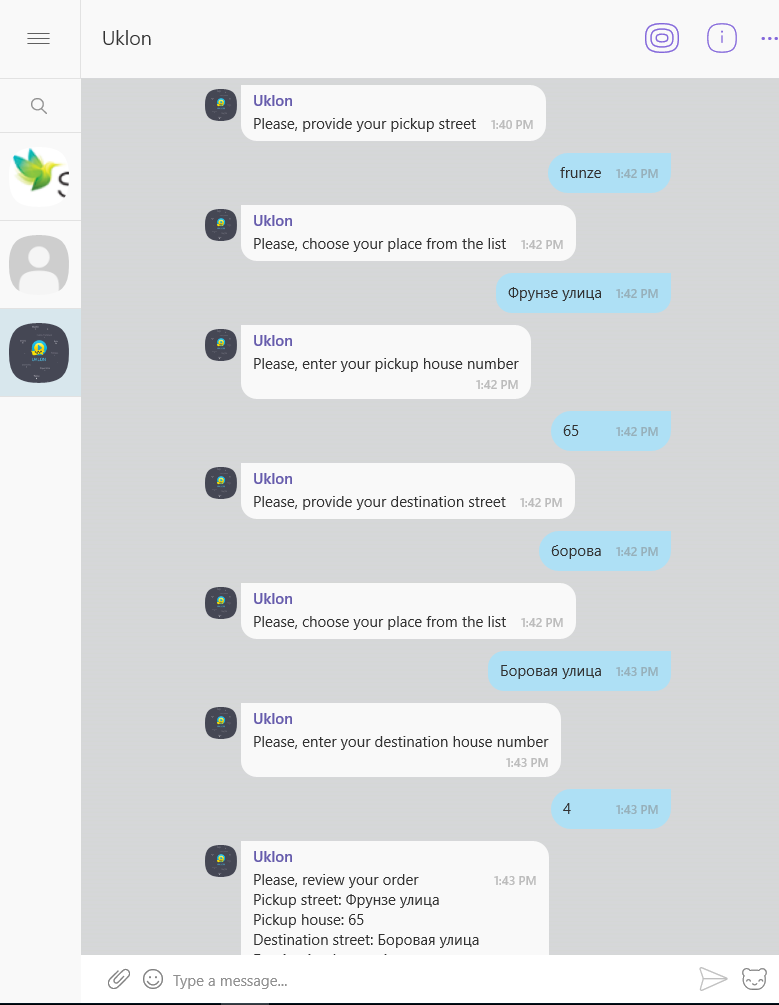 Uklon
Uklon
Please, provide your pickup street 1:40 PM
frunze 1:42 PM
Uklon
Please, choose your place from the list 1:42 PM
Фрунзе улица 1:42 PM
Uklon
Please, enter your pickup house number
1:42 PM
65 1:42 PM
Uklon
Please, provide your destination street 1:42 PM
борова 1:42 PM
Uklon
Please, choose your place from the list 1:42 PM
Боровая улица 1:43 PM
Uklon
Please, enter your destination house number
1:43 PM
4 1:43 PM
Uklon
Please, review your order 1:43 PM
Pickup street: Фрунзе улица
Pickup house: 65
Destination street: Боровая улица
Type a message...